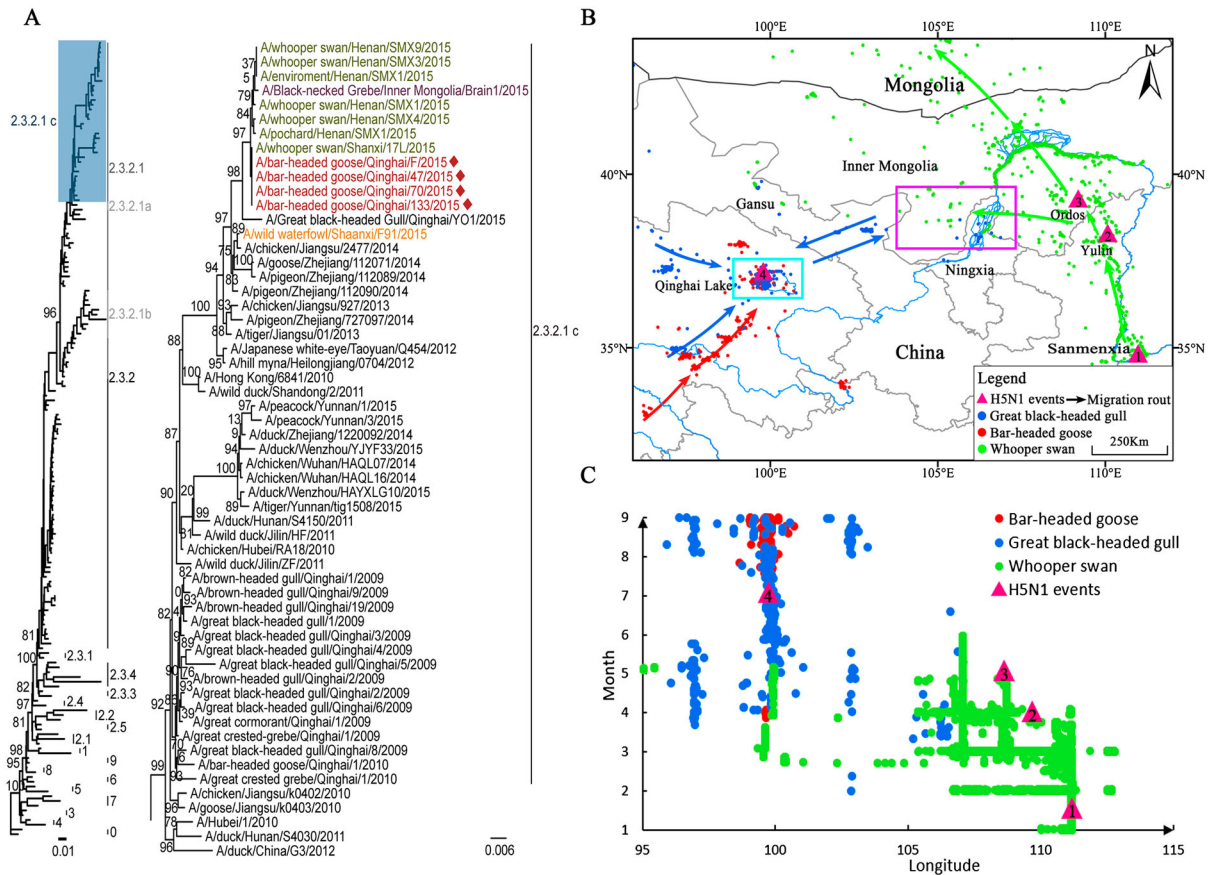 A
2.3.2.1 c
2.3.2.1
2.3.2.1a
2.3.2.1b
2.3.2
96
81
100
82
97
81
98
95
2.3.1
2.3.4
2.3.3
2.4
2.2
2.5
2.1
1
9
8
6
5
7
3
4
0
0.01
A/whooper swan/Henan/SMX9/2015
A/whooper swan/Henan/SMX3/2015
A/enviroment/Henan/SMX1/2015
A/Black-necked Grebe/Inner Mongolia/Brain1/2015
A/whooper swan/Henan/SMX1/2015
A/whooper swan/Henan/SMX4/2015
A/pochard/Henan/SMX1/2015
A/whooper swan/Shanxi/17L/2015
A/bar-headed goose/Qinghai/F/2015
A/bar-headed goose/Qinghai/47/2015
A/bar-headed goose/Qinghai/70/2015
A/bar-headed goose/Qinghai/133/2015
A/Great black-headed Gull/Qinghai/YO1/2015
A/wild waterfowl/Shaanxi/F91/2015
A/chicken/Jiangsu/2477/2014
A/goose/Zhejiang/112071/2014
A/pigeon/Zhejiang/112089/2014
A/pigeon/Zhejiang/112090/2014
A/chicken/Jiangsu/927/2013
A/pigeon/Zhejiang/727097/2014
A/tiger/Jiangsu/01/2013
A/Japanese white-eye/Taoyuan/Q454/2012
A/hill myna/Heilongjiang/0704/2012
A/Hong Kong/6841/2010
A/wild duck/Shandong/2/2011
A/peacock/Yunnan/1/2015
A/peacock/Yunnan/3/2015
A/duck/Zhejiang/1220092/2014
A/duck/Wenzhou/YJYF33/2015
A/chicken/Wuhan/HAQL07/2014
A/chicken/Wuhan/HAQL16/2014
A/duck/Wenzhou/HAYXLG10/2015
A/tiger/Yunnan/tig1508/2015
A/duck/Hunan/S4150/2011
A/wild duck/Jilin/HF/2011
A/chicken/Hubei/RA18/2010
A/wild duck/Jilin/ZF/2011
A/brown-headed gull/Qinghai/1/2009
A/brown-headed gull/Qinghai/9/2009
A/brown-headed gull/Qinghai/19/2009
A/great black-headed gull/1/2009
A/great black-headed gull/Qinghai/3/2009
A/great black-headed gull/Qinghai/4/2009
A/great black-headed gull/Qinghai/5/2009
A/brown-headed gull/Qinghai/2/2009
A/great black-headed gull/Qinghai/2/2009
A/great black-headed gull/Qinghai/6/2009
A/great cormorant/Qinghai/1/2009
A/great crested-grebe/Qinghai/1/2009
A/great black-headed gull/Qinghai/8/2009
A/bar-headed goose/Qinghai/1/2010
A/great crested grebe/Qinghai/1/2010
A/chicken/Jiangsu/k0402/2010
A/goose/Jiangsu/k0403/2010
A/Hubei/1/2010
A/duck/Hunan/S4030/2011
A/duck/China/G3/2012
37
5
79
84
97
98
97
89
75
100
94
83
100
93
88
88
95
100
97
13
9
94
87
100
89
90
20
99
31
82
0
93
82
4
9
89
90
76
93
92
39
70
6
99
93
96
78
96
2.3.2.1 c
0.006
B
100°E
105°E
110°E
N
Mongolia
40°N
40°N
Inner Mongolia
Gansu
3
Ordos
2
Yulin
4
Qinghai Lake
Ningxia
35°N
China
Sanmenxia
1
35°N
Legend
H5N1 events
Migration rout
Great black-headed gull
Bar-headed goose
Whooper swan
250Km
100°E
105°E
110°E
C
9
8
7
6
5
4
3
2
1
Month
Bar-headed goose
Great black-headed gull
Whooper swan
H5N1 events
4
3
2
1
95
100
105
110
115
Longitude